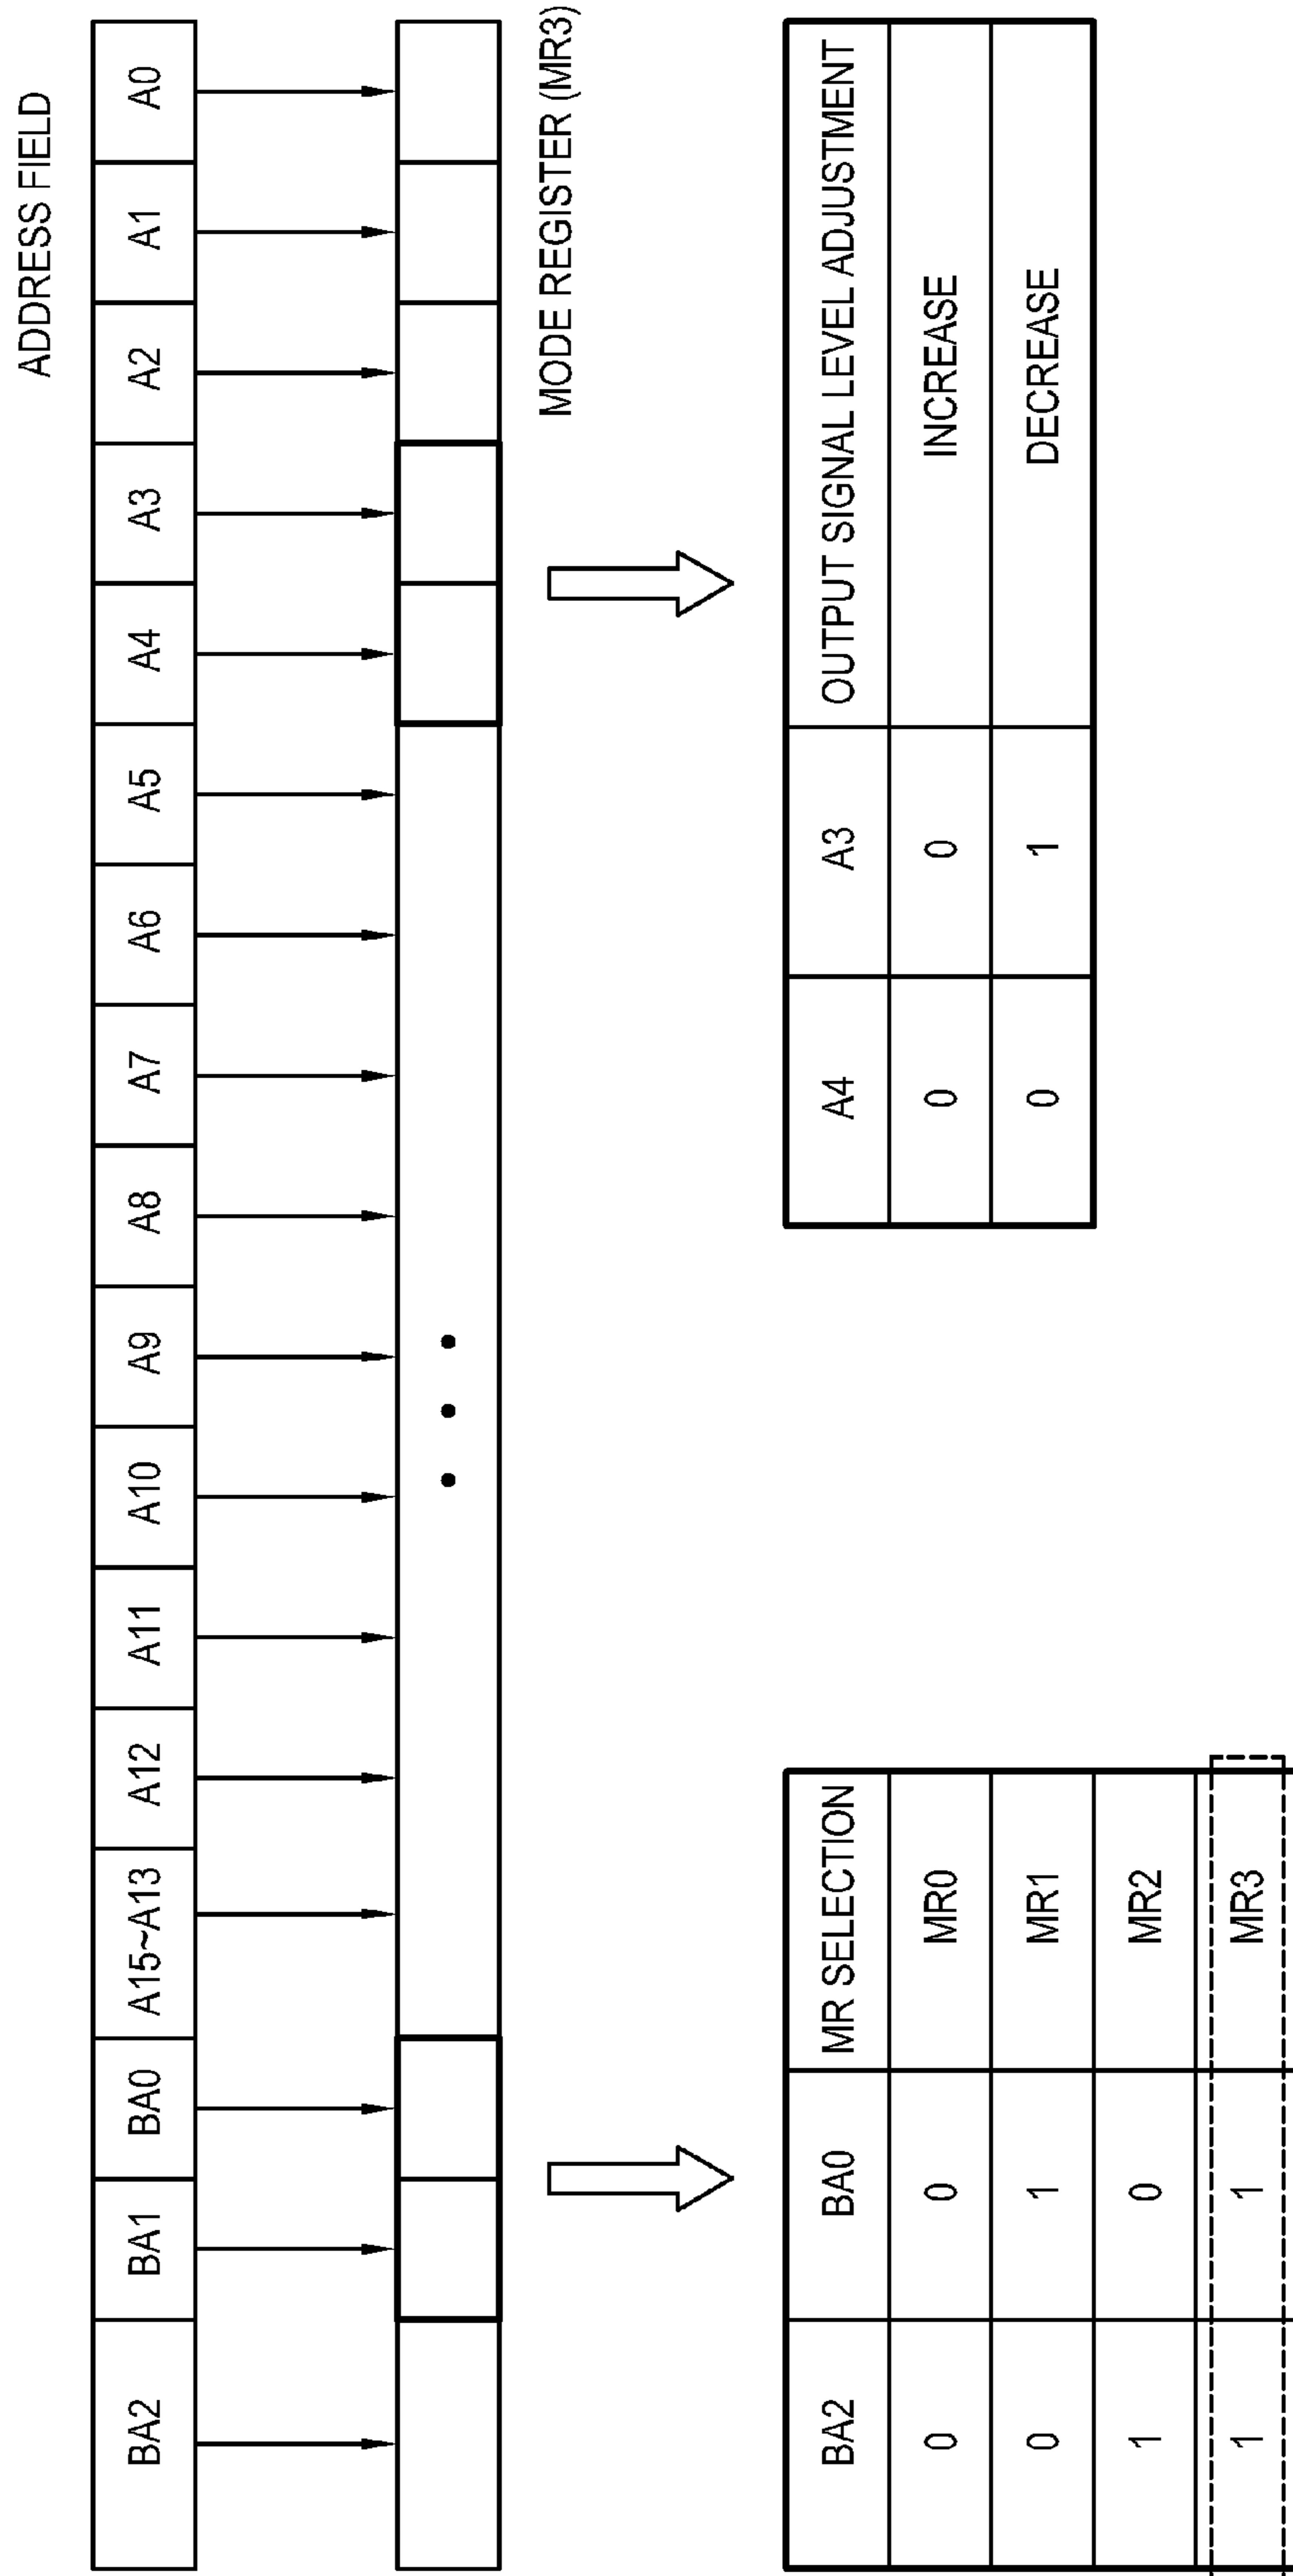 ADDRESS FIELD
BA2 BA1 BA0 A15~A13 A12 A11 A10 A9 A8 A7 A6 A5 A4 A3 A2 A1 A0
MODE REGISTER (MR3)
BA2 BA0 MR SELECTION
0 0 MR0
0 1 MR1
1 0 MR2
1 1 MR3
A4 A3 OUTPUT SIGNAL LEVEL ADJUSTMENT
0 0 INCREASE
0 1 DECREASE